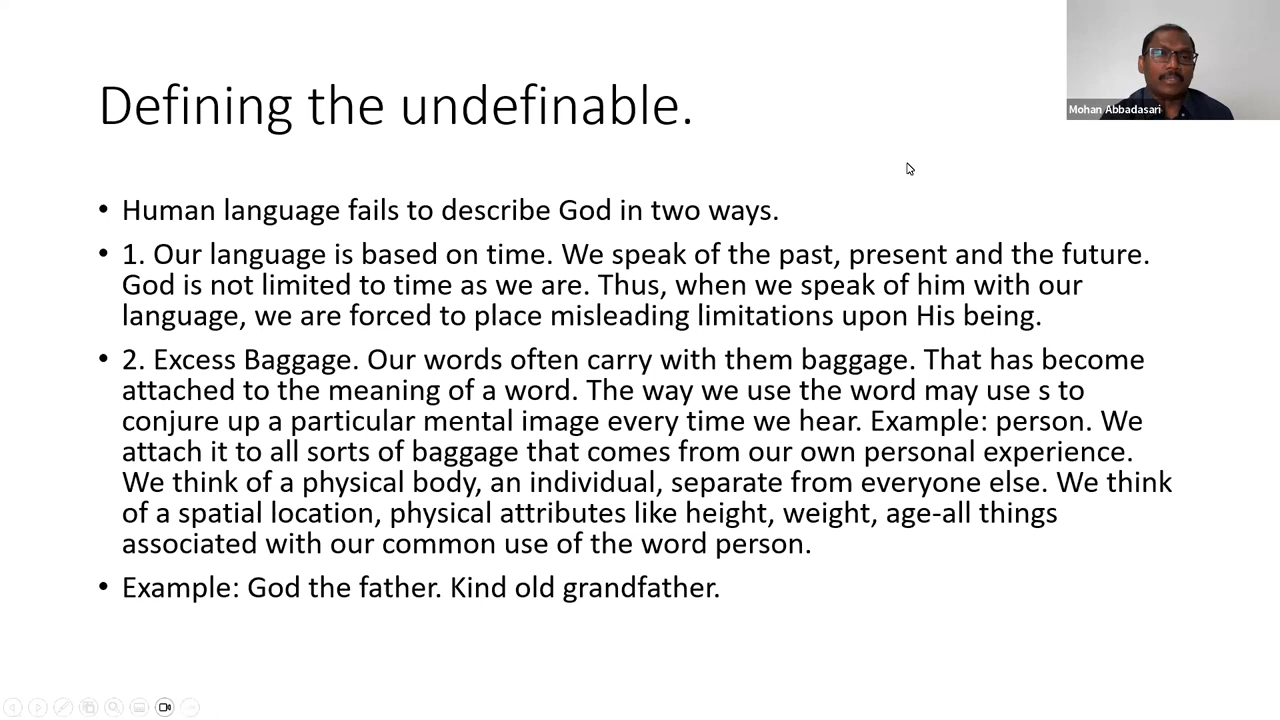 Defining the undefinable.
Mohan Abbadasari
• Human language fails to describe God in two ways.
• 1. Our language is based on time. We speak of the past, present and the future.
God is not limited to time as we are. Thus, when we speak of him with our
language, we are forced to place misleading limitations upon His being.
• 2. Excess Baggage. Our words often carry with them baggage. That has become
attached to the meaning of a word. The way we use the word may use s to
conjure up a particular mental image every time we hear. Example: person. We
attach it to all sorts of baggage that comes from our own personal experience.
We think of a physical body, an individual, separate from everyone else. We think
of a spatial location, physical attributes like height, weight, age-all things
associated with our common use of the word person.
• Example: God the father. Kind old grandfather.